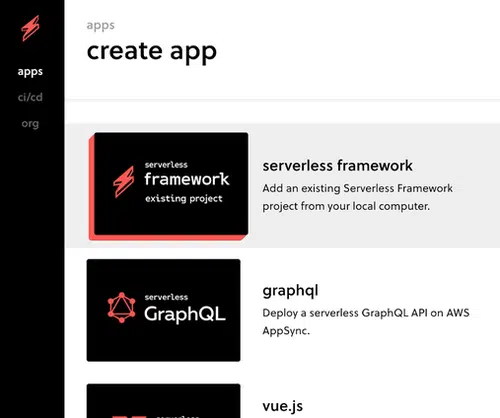 apps
create app
apps
ci/cd
org
serverless
framework
existing project
serverless framework
Add an existing Serverless Framework
project from your local computer.
serverless
GraphQL
graphql
Deploy a serverless GraphQL API on AWS
AppSync.
vue.js